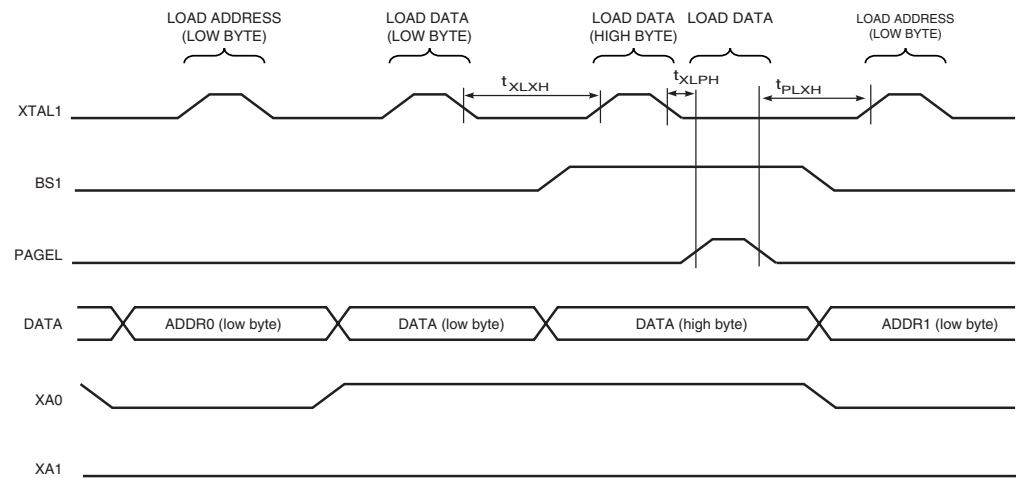 LOAD ADDRESS
(LOW BYTE)
LOAD DATA
(LOW BYTE)
LOAD DATA
(HIGH BYTE)
LOAD DATA
LOAD ADDRESS
(LOW BYTE)
tXLXH
tXLPH
tPLXH
XTAL1
BS1
PAGEL
DATA
ADDR0 (low byte)
DATA (low byte)
DATA (high byte)
ADDR1 (low byte)
XA0
XA1